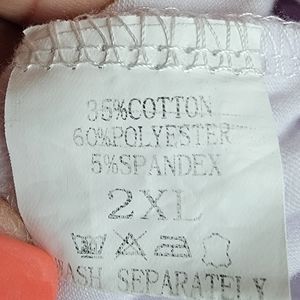 35%COTTON
60%POLYESTER
5%SPANDEX
2XL
WASH SEPARATELY